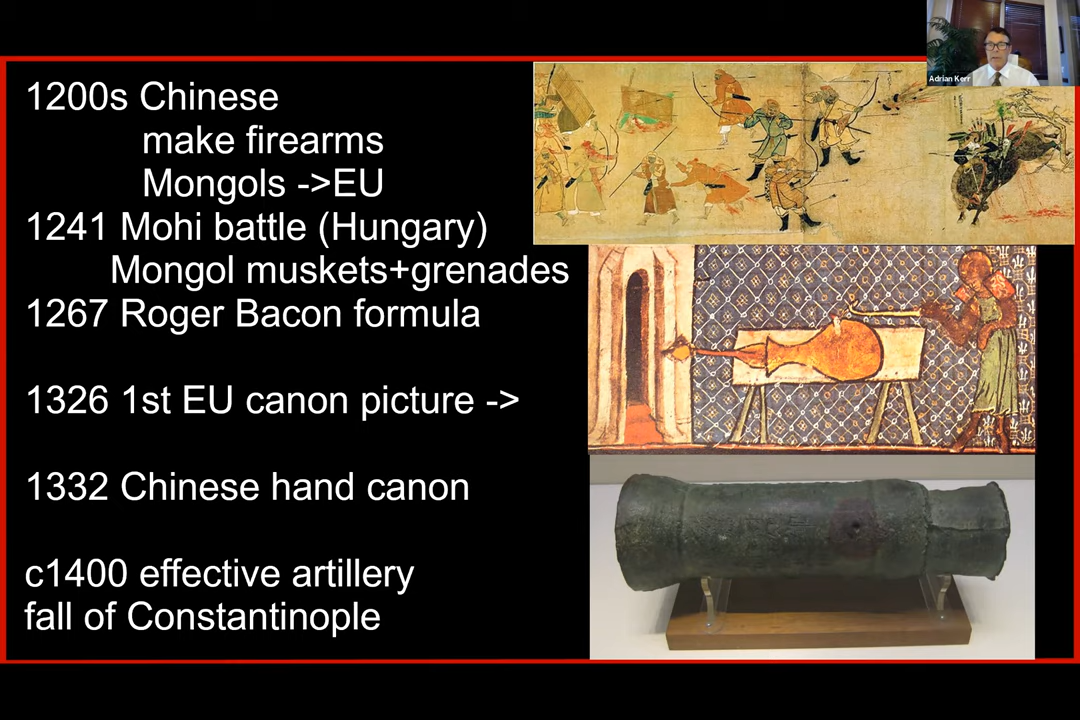 Adrian Kerr
1200s Chinese
make firearms
Mongols ->EU
1241 Mohi battle (Hungary)
Mongol muskets+grenades
1267 Roger Bacon formula
1326 1st EU canon picture ->
1332 Chinese hand canon
c1400 effective artillery
fall of Constantinople